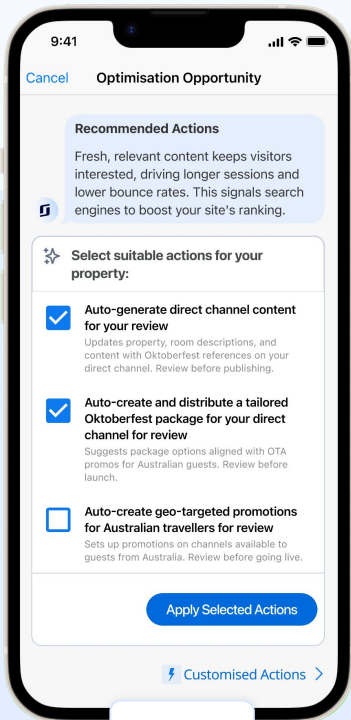 9:41
Cancel
Optimisation Opportunity
Recommended Actions
Fresh, relevant content keeps visitors
interested, driving longer sessions and
lower bounce rates. This signals search
engines to boost your site's ranking.
Select suitable actions for your
property:
Auto-generate direct channel content
for your review
Updates property, room descriptions, and
content with Oktoberfest references on your
direct channel. Review before publishing.
Auto-create and distribute a tailored
Oktoberfest package for your direct
channel for review
Suggests package options aligned with OTA
promos for Australian guests. Review before
launch.
Auto-create geo-targeted promotions
for Australian travellers for review
Sets up promotions on channels available to
guests from Australia. Review before going live.
Apply Selected Actions
Customised Actions